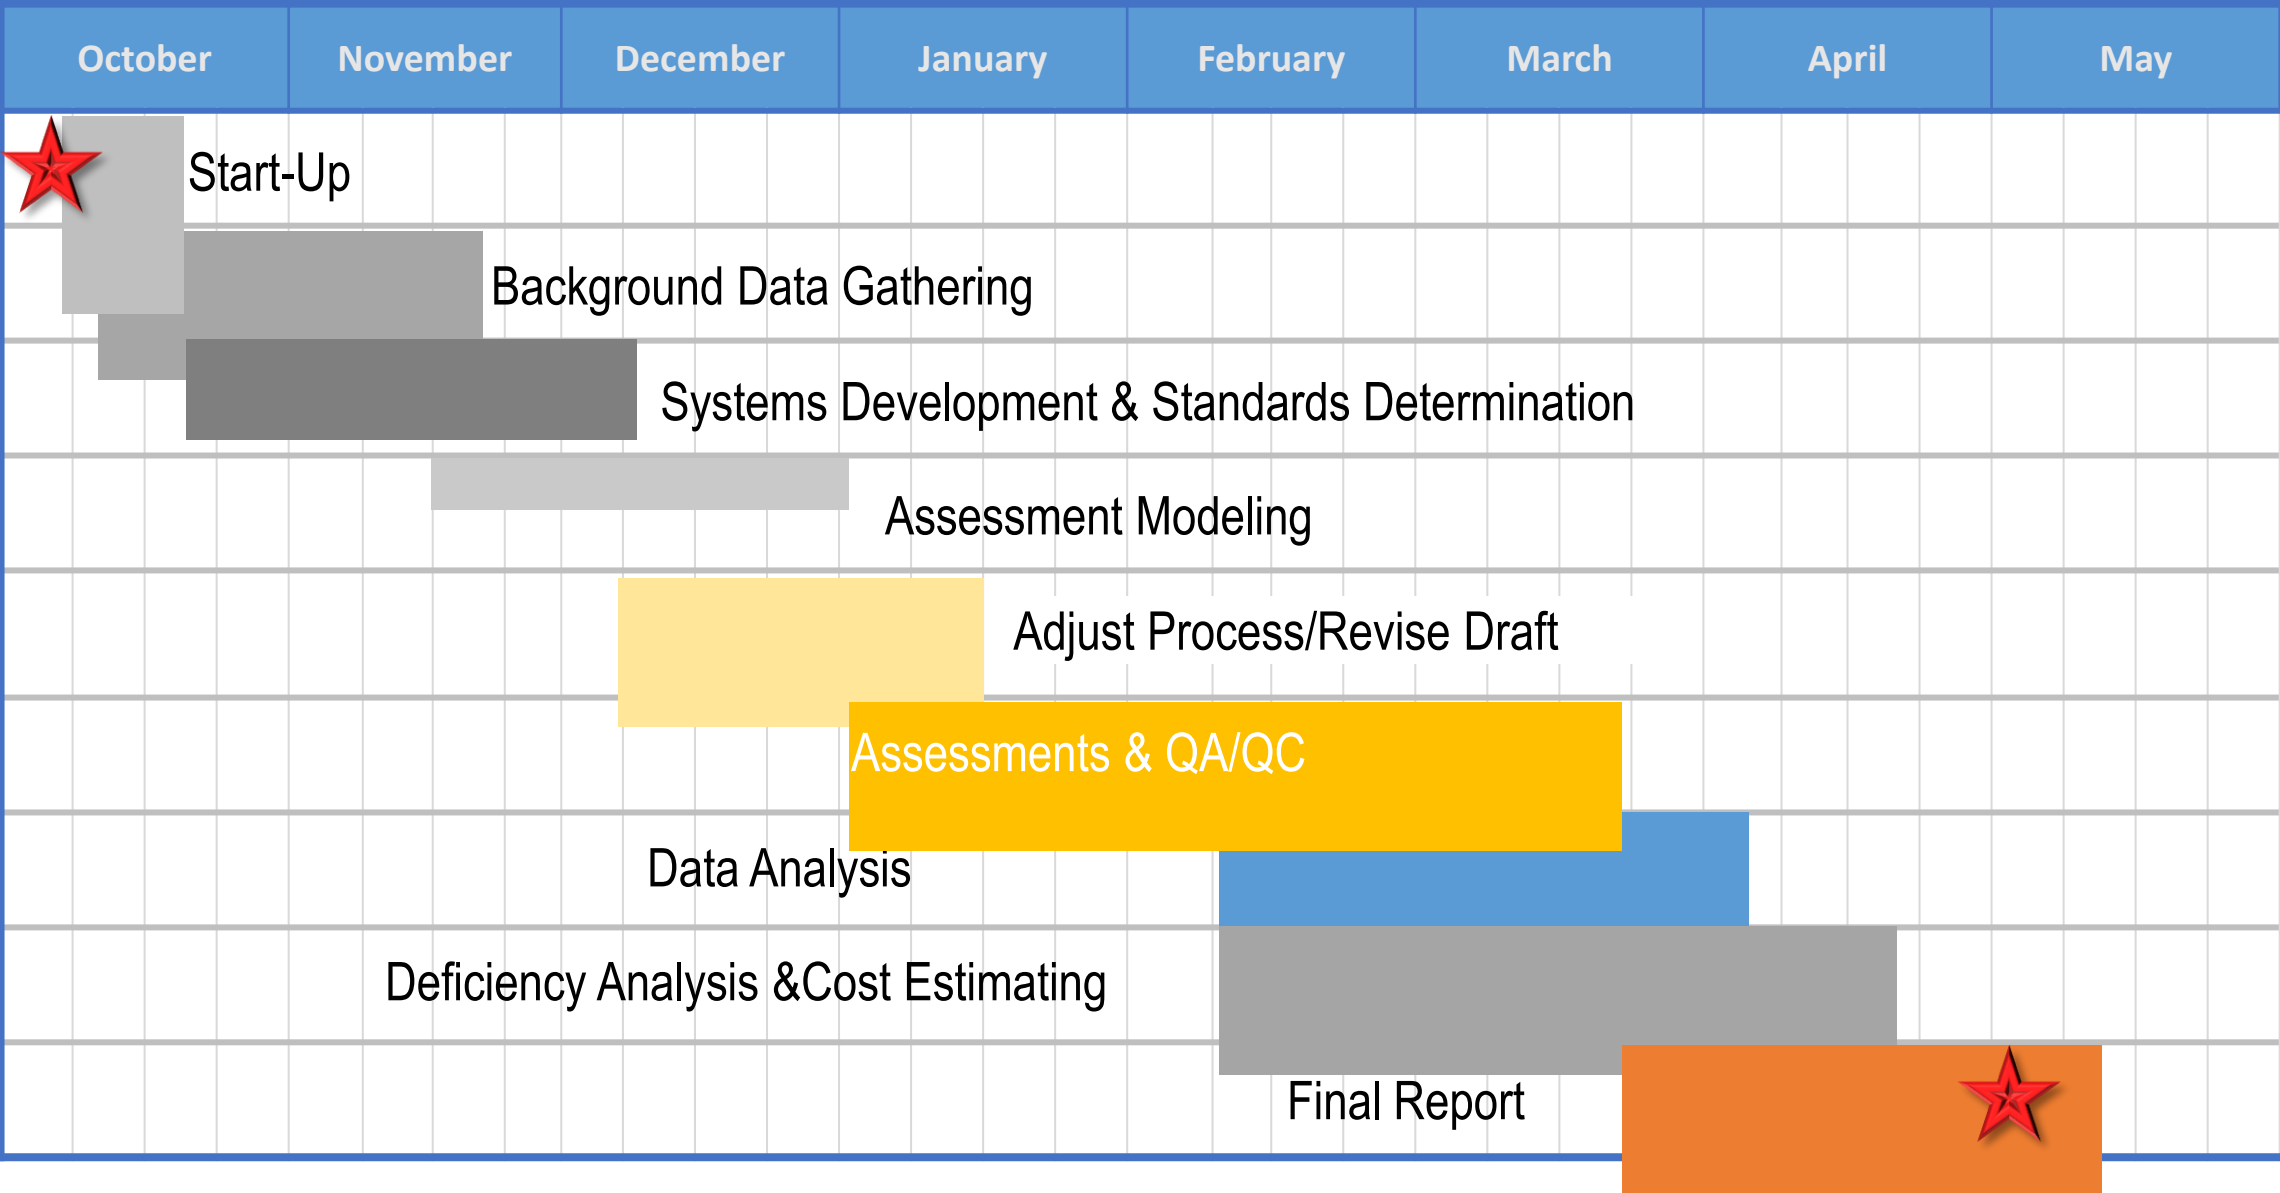 October November December January February March April May
Start-Up
Background Data Gathering
Systems Development & Standards Determination
Assessment Modeling
Adjust Process/Revise Draft
Assessments & QA/QC
Data Analysis
Deficiency Analysis &Cost Estimating
Final Report